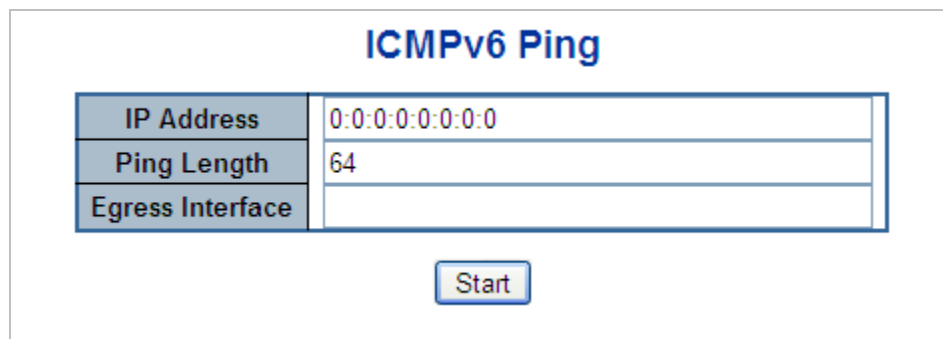 ICMPv6 Ping
IP Address 0:0:0:0:0:0:0:0
Ping Length 64
Egress Interface
Start